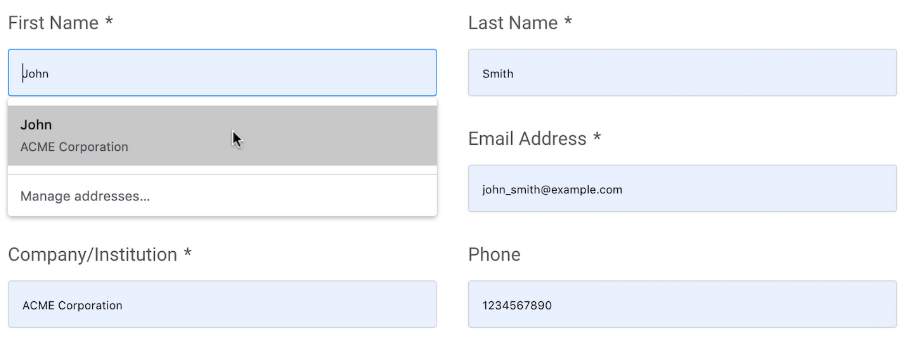 First Name *
Last Name *
John
Smith
John
ACME Corporation
Email Address *
john_smith@example.com
Manage addresses...
Company/Institution *
Phone
ACME Corporation
1234567890